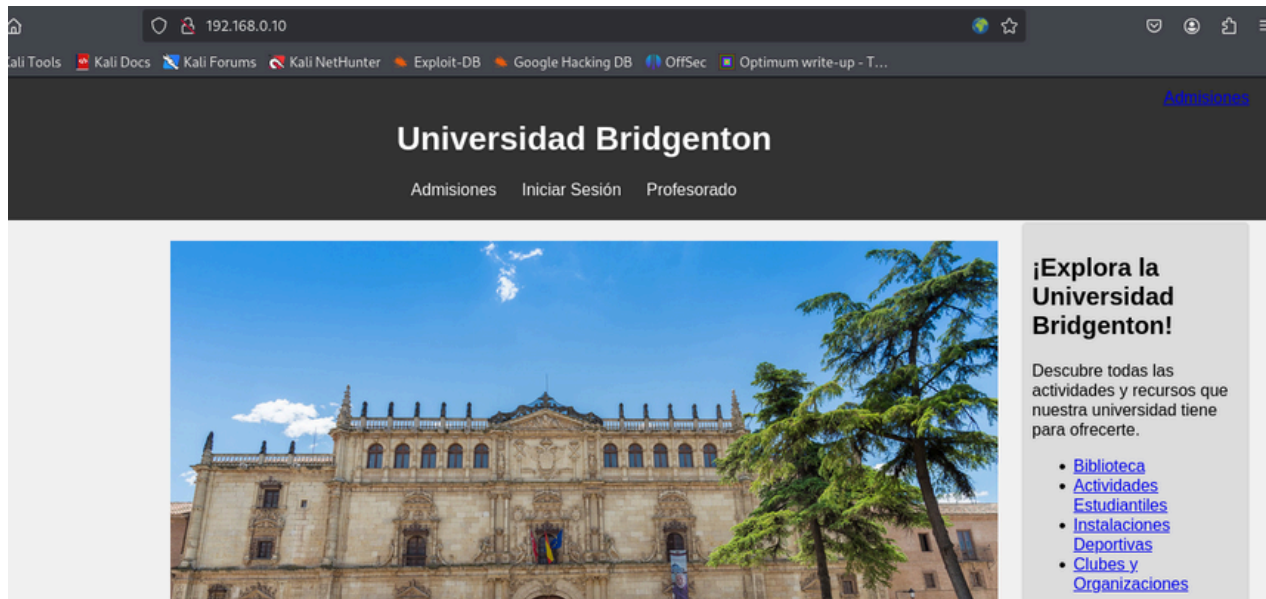 192.168.0.10
Kali Tools Kali Docs Kali Forums Kali NetHunter Exploit-DB Google Hacking DB OffSec Optimum write-up - T...
Admisiones
Universidad Bridgenton
Admisiones Iniciar Sesión Profesorado
¡Explora la
Universidad
Bridgenton!
Descubre todas las
actividades y recursos que
nuestra universidad tiene
para ofrecerte.
Biblioteca
Actividades
Estudiantiles
Instalaciones
Deportivas
Clubes y
Organizaciones